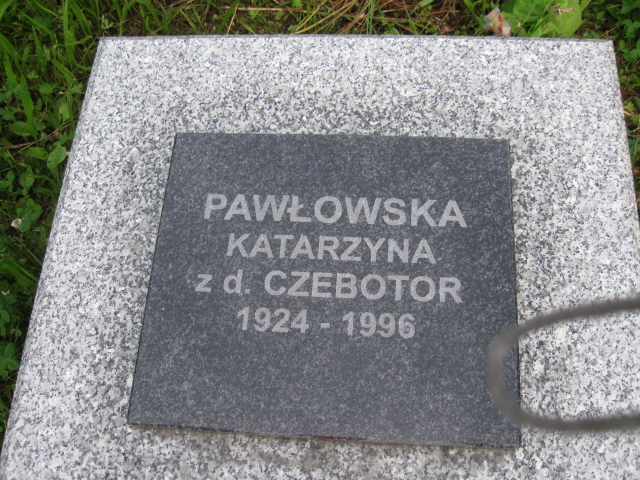 PAWŁOWSKA
KATARZYNA
z d. CZEBOTOR
1924 - 1996